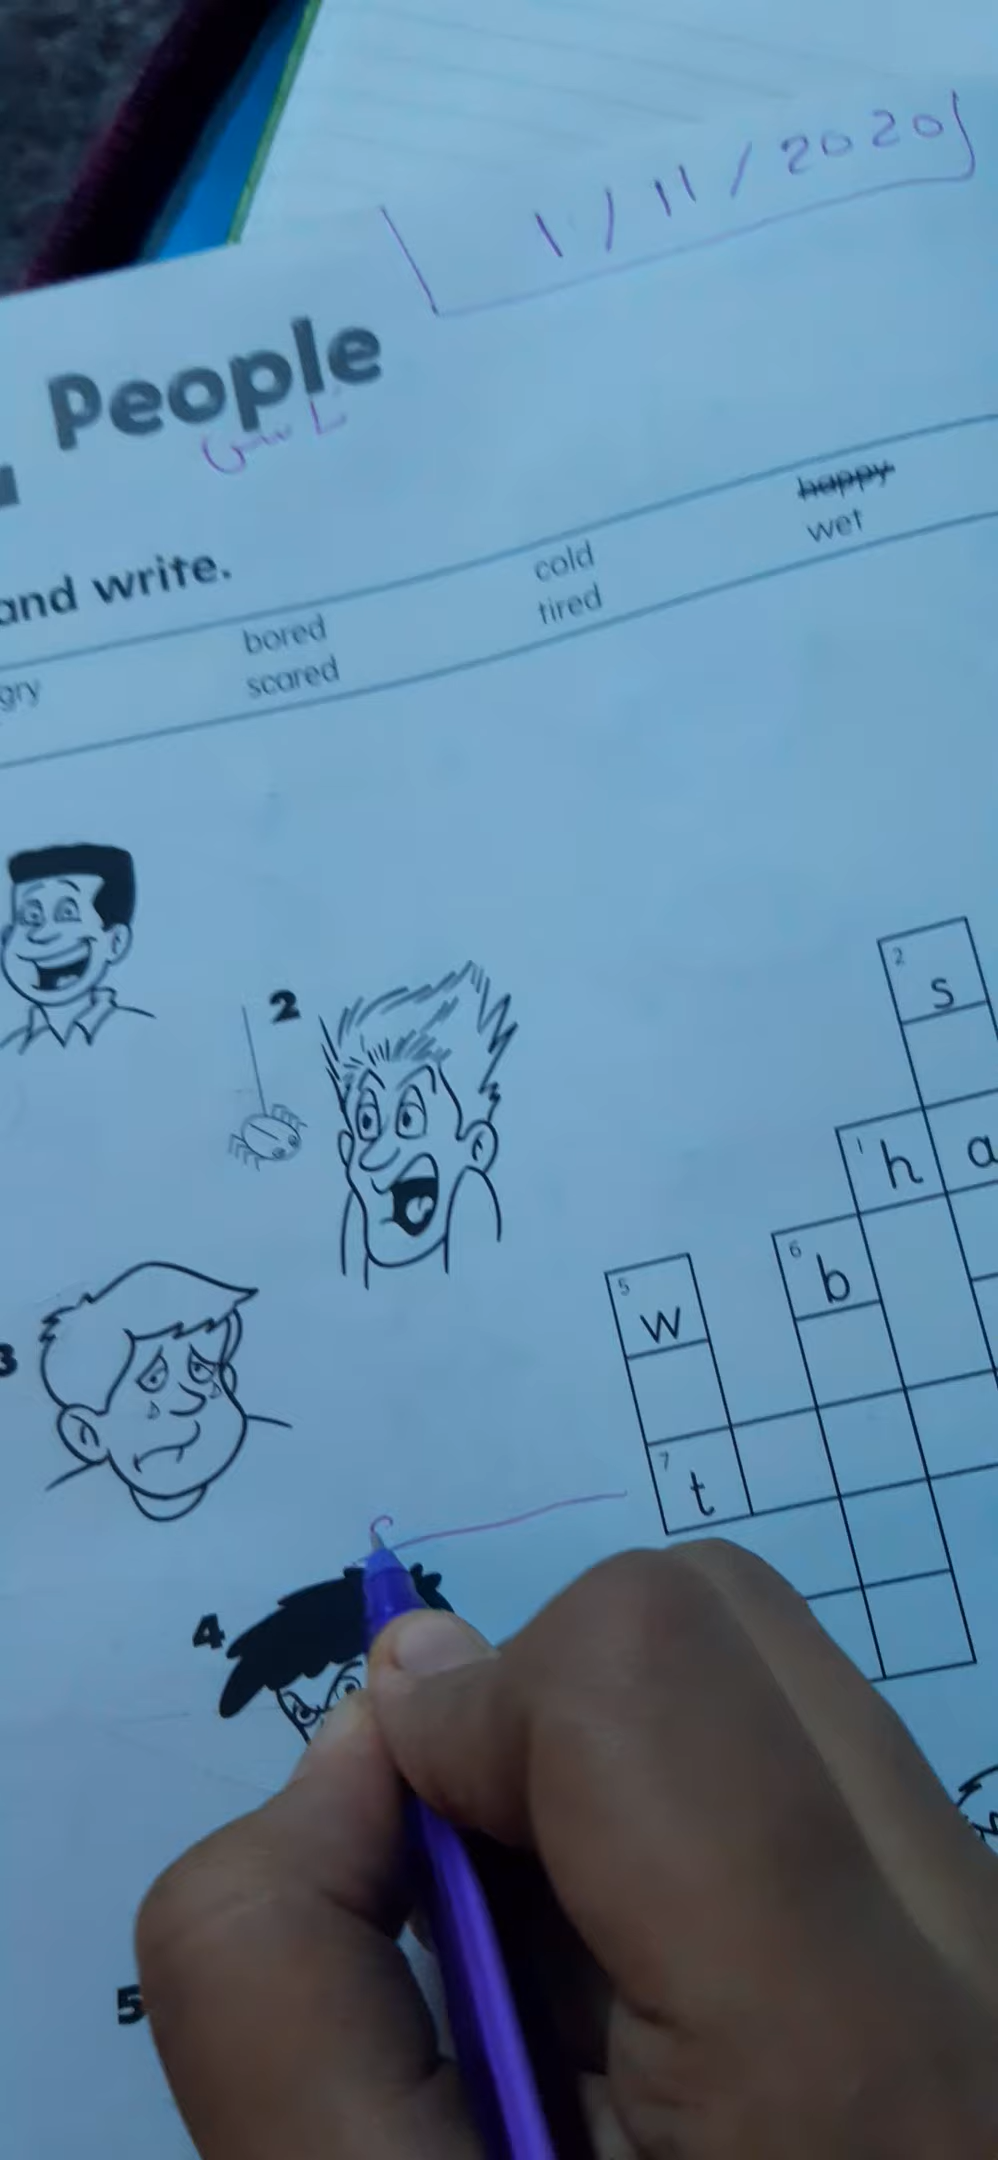 1/11/2020
People
ناس
and write.
bored cold happy
gry scared tired wet
2
s
1 h a
6 b
5 w
3
7 t
4
5